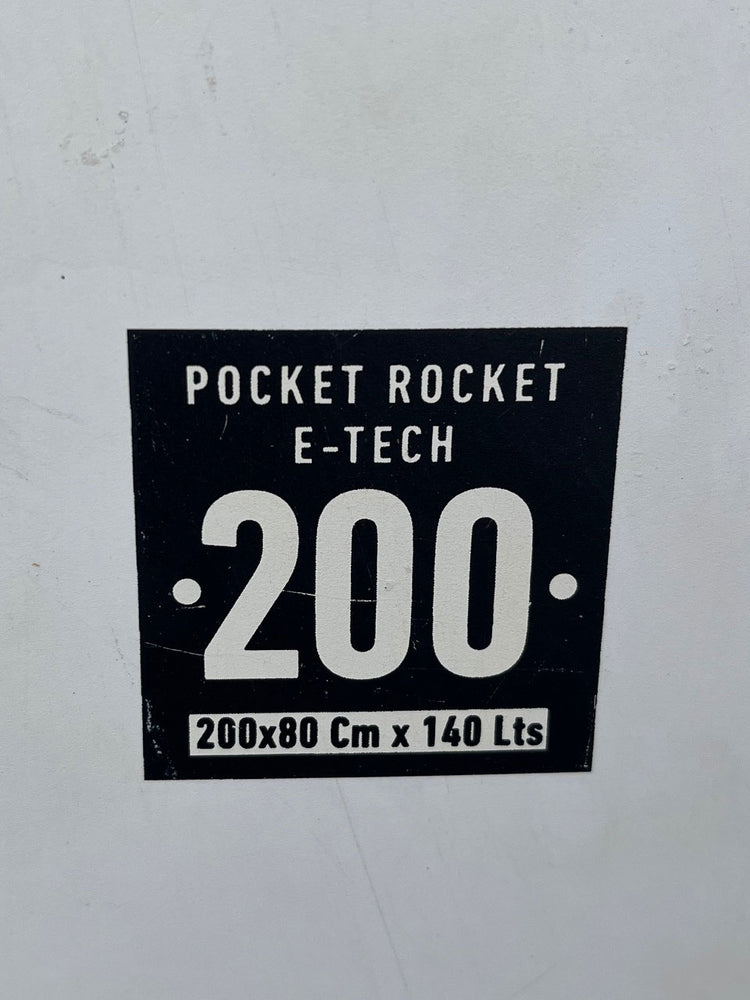 POCKET ROCKET
E-TECH
•200•
200x80 Cm x 140 Lts